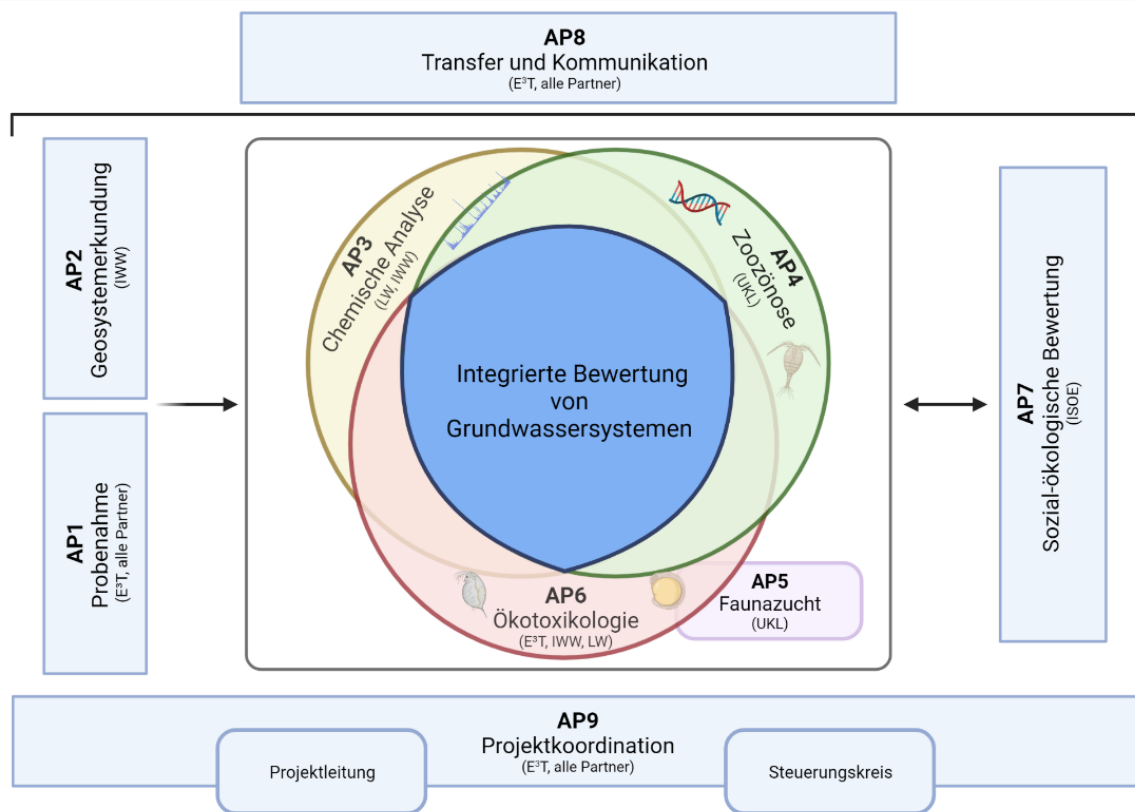 AP8
Transfer und Kommunikation
(E³T, alle Partner)
AP2
Geosystemerkundung
(IWW)
AP1
Probenahme
(E³T, alle Partner)
AP3
Chemische Analyse
(LW, IWW)
AP4
Zoozönose
(UKL)
Integrierte Bewertung
von
Grundwassersystemen
AP6
Ökotoxikologie
(E³T, IWW, LW)
AP5
Faunazucht
(UKL)
AP7
Sozial-ökologische Bewertung
(ISOE)
AP9
Projektkoordination
(E³T, alle Partner)
Projektleitung
Steuerungskreis